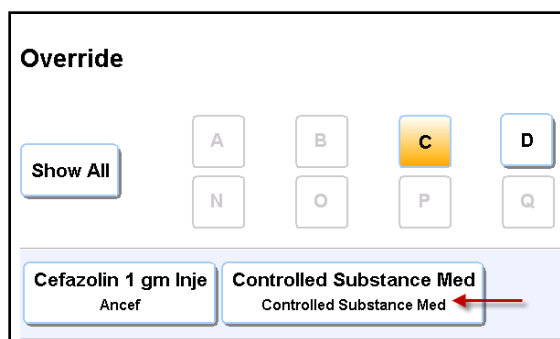 Override
A B C D
Show All
N O P Q
Cefazolin 1 gm Inje
Ancef
Controlled Substance Med
Controlled Substance Med